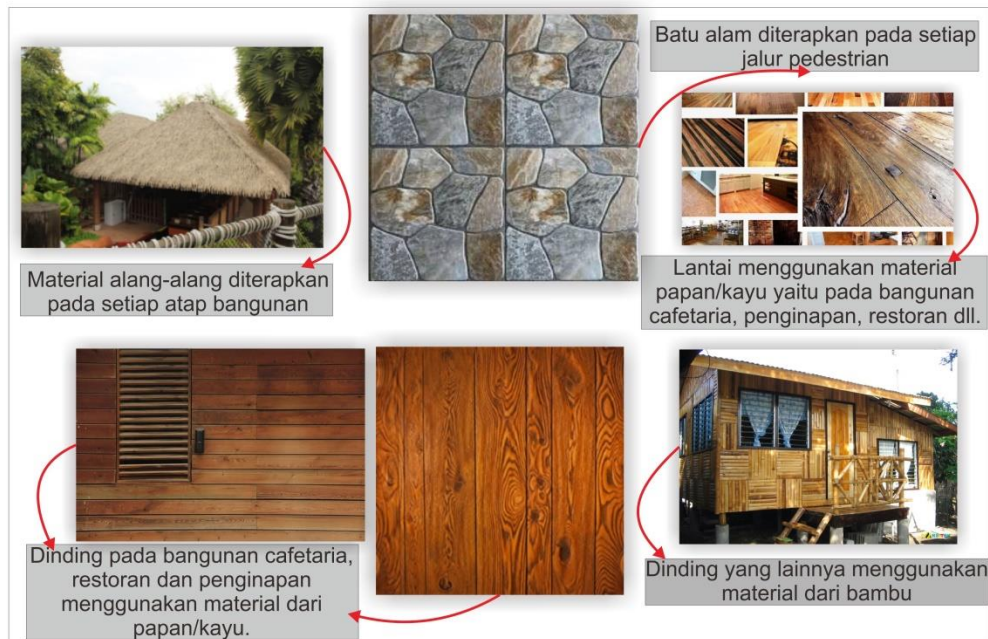 Batu alam diterapkan pada setiap
jalur pedestrian
Material alang-alang diterapkan
pada setiap atap bangunan
Lantai menggunakan material
papan/kayu yaitu pada bangunan
cafetaria, penginapan, restoran dll.
Dinding pada bangunan cafetaria,
restoran dan penginapan
menggunakan material dari
papan/kayu.
Dinding yang lainnya menggunakan
material dari bambu